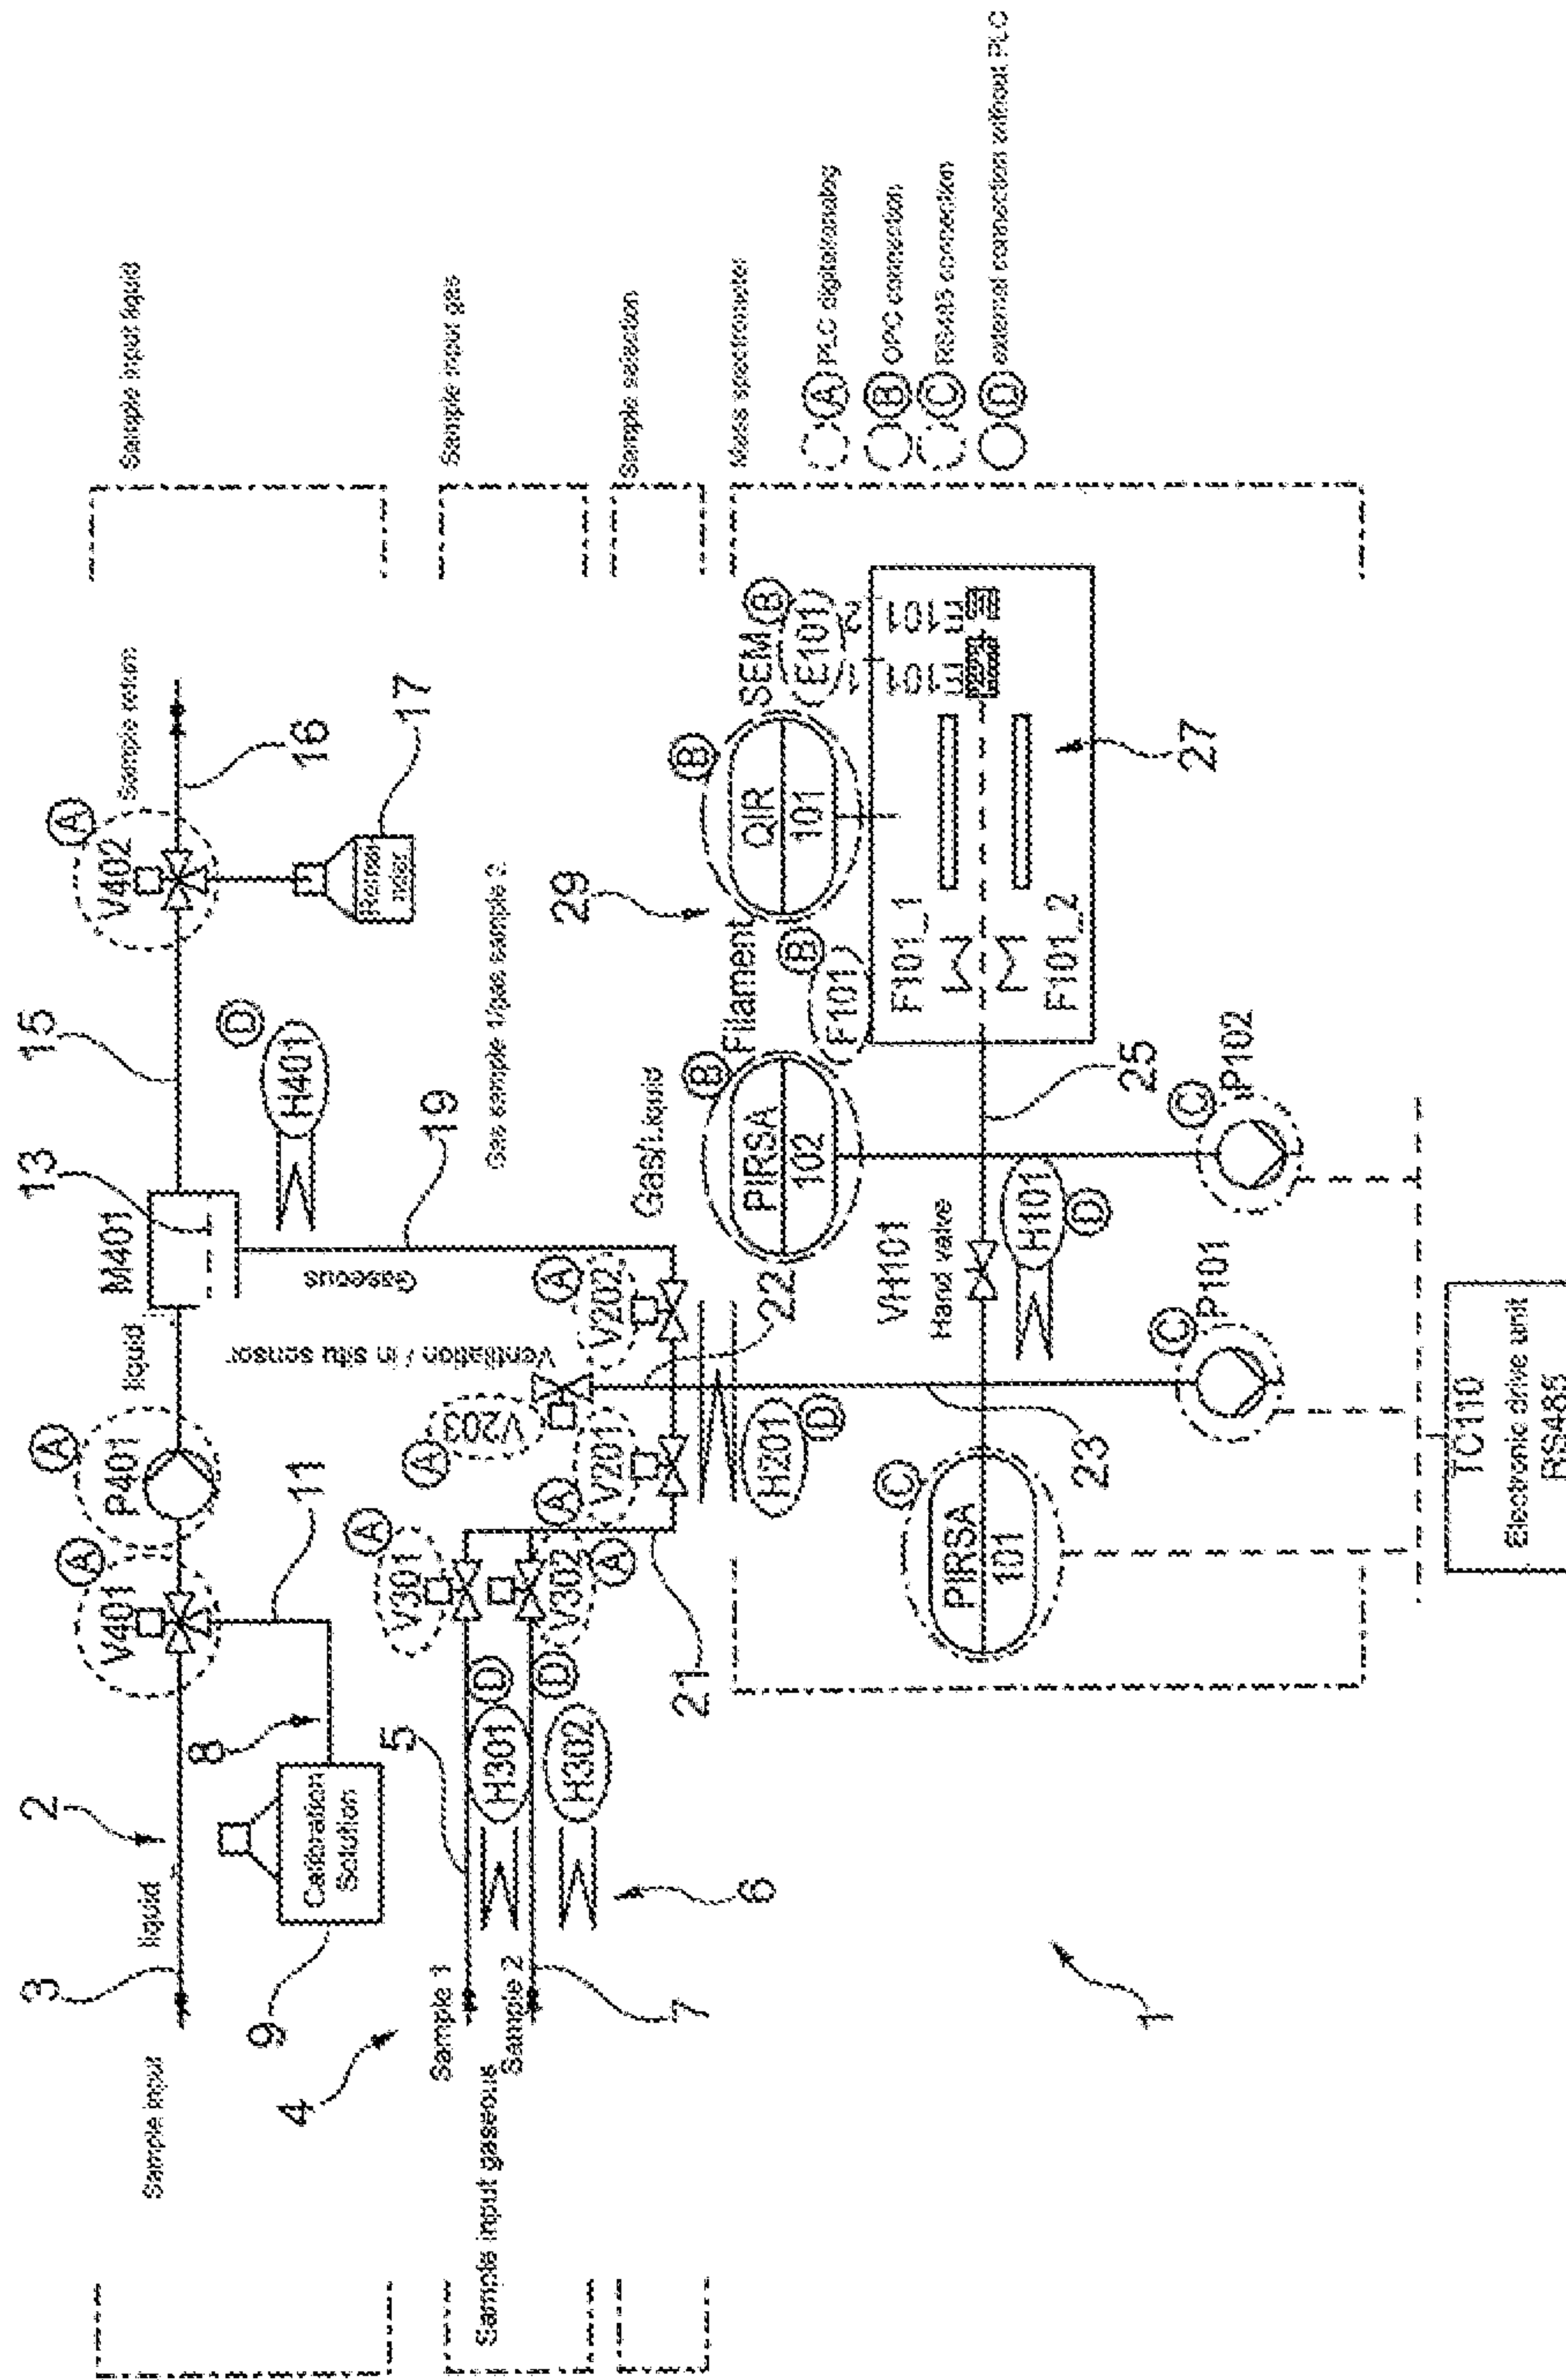 Sample input
3
liquid
2
8
9
Calibration
Solution
V401
A
11
P401
A
liquid
M401
13
15
H401
D
V402
A
Sample return
16
17
Sample input liquid
Sample input gaseous
4
Sample 1
Sample 2
5
7
6
H301
D
H302
D
V301
A
V302
A
21
V203
A
Ventilation / in situ sensor
Gaseous
19
Gas sample 1/gas sample 2
Sample input gas
V201
A
V202
A
22
Gas/Liquid
H201
D
Sample selection
Mass spectrometer
PIRSA
101
C
23
VH101
Hand valve
H101
D
PIRSA
102
B
Filament
F101
B
29
QIR
101
B
SEM
E101
B
F101_1
F101_2
E101
1
E101
2
27
25
P101
C
P102
C
TC110
Electronic drive unit
RS485
A PLC digital/analog
B OPC connection
C RS485 connection
D external connection without PLC
1